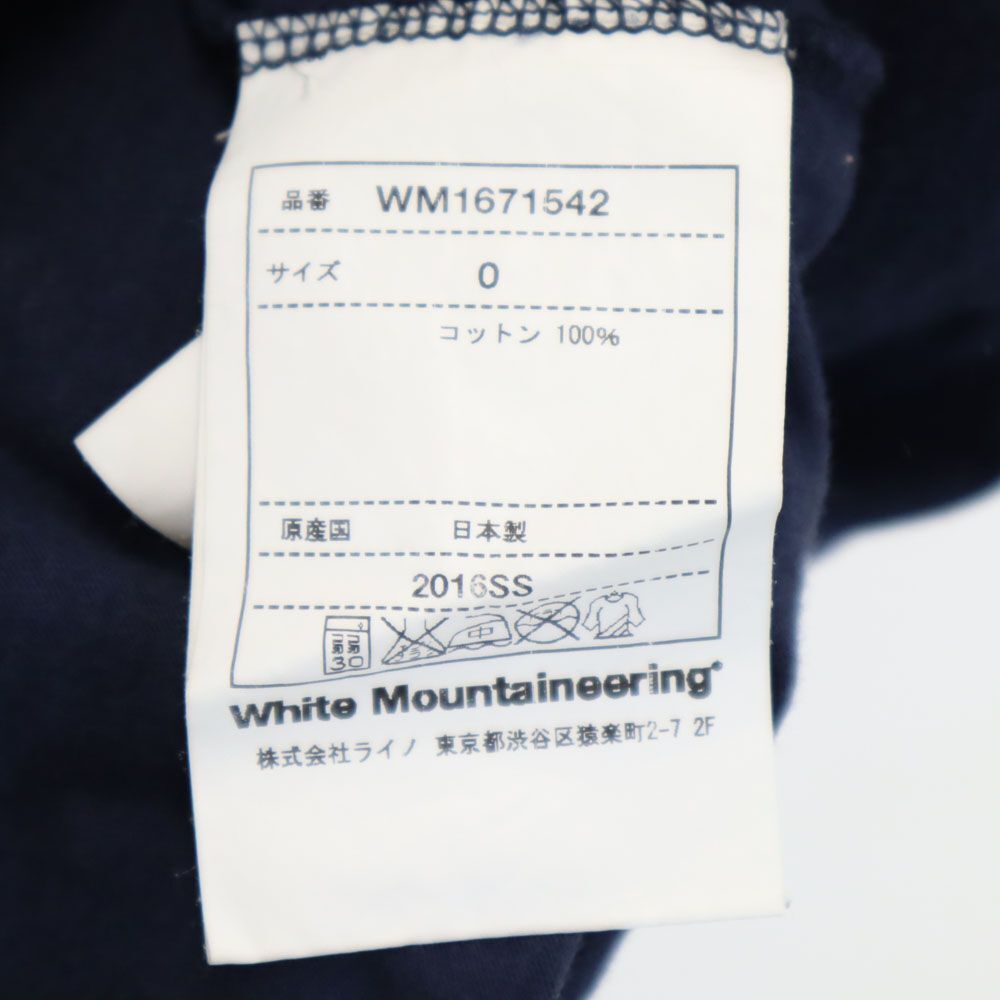 品番 WM1671542
サイズ 0
コットン 100%
原産国 日本製
2016SS
30 中
White Mountaineering®
株式会社ライノ 東京都渋谷区猿楽町2-7 2F